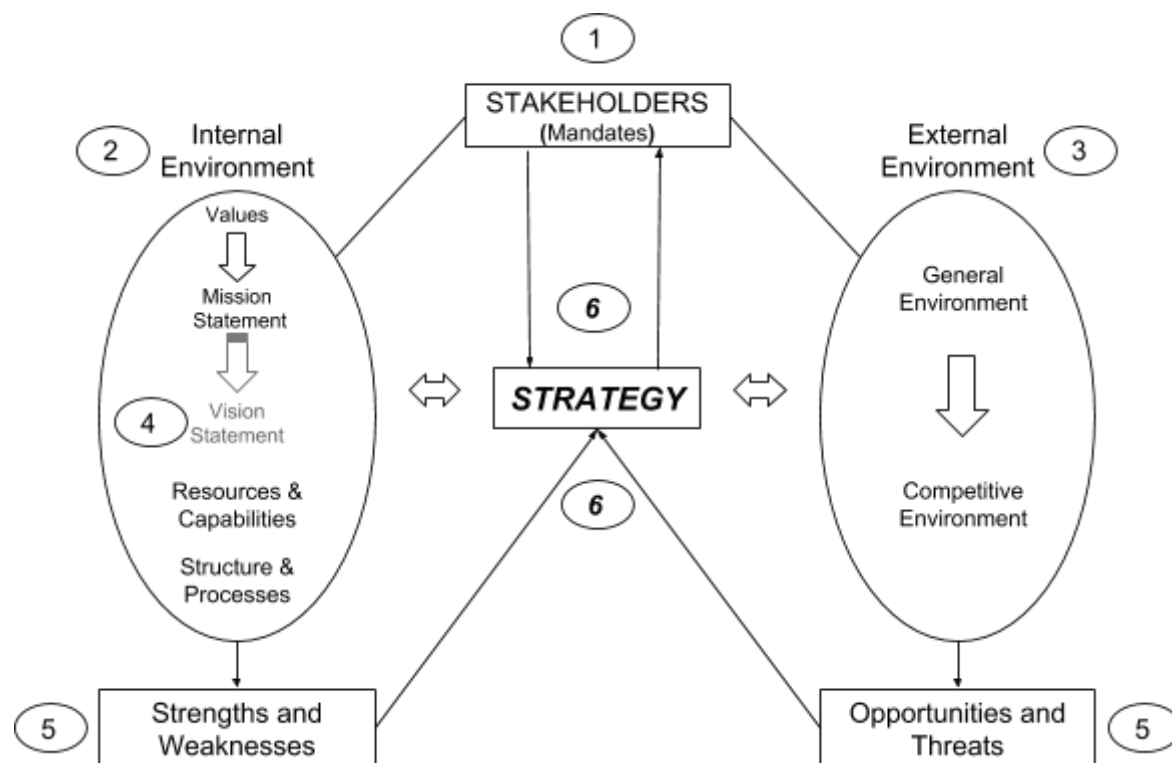 1
STAKEHOLDERS
(Mandates)
2
Internal
Environment
External
Environment
3
Values
Mission
Statement
4
Vision
Statement
Resources &
Capabilities
Structure &
Processes
6
STRATEGY
6
General
Environment
Competitive
Environment
5
Strengths and
Weaknesses
Opportunities and
Threats
5